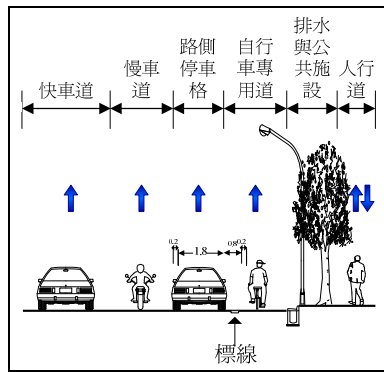 快車道
慢車
道
路側
停車
格
自行
車專
用道
排水
與公
共施
設
人行
道
0.2
1.8
0.8
0.2
標線